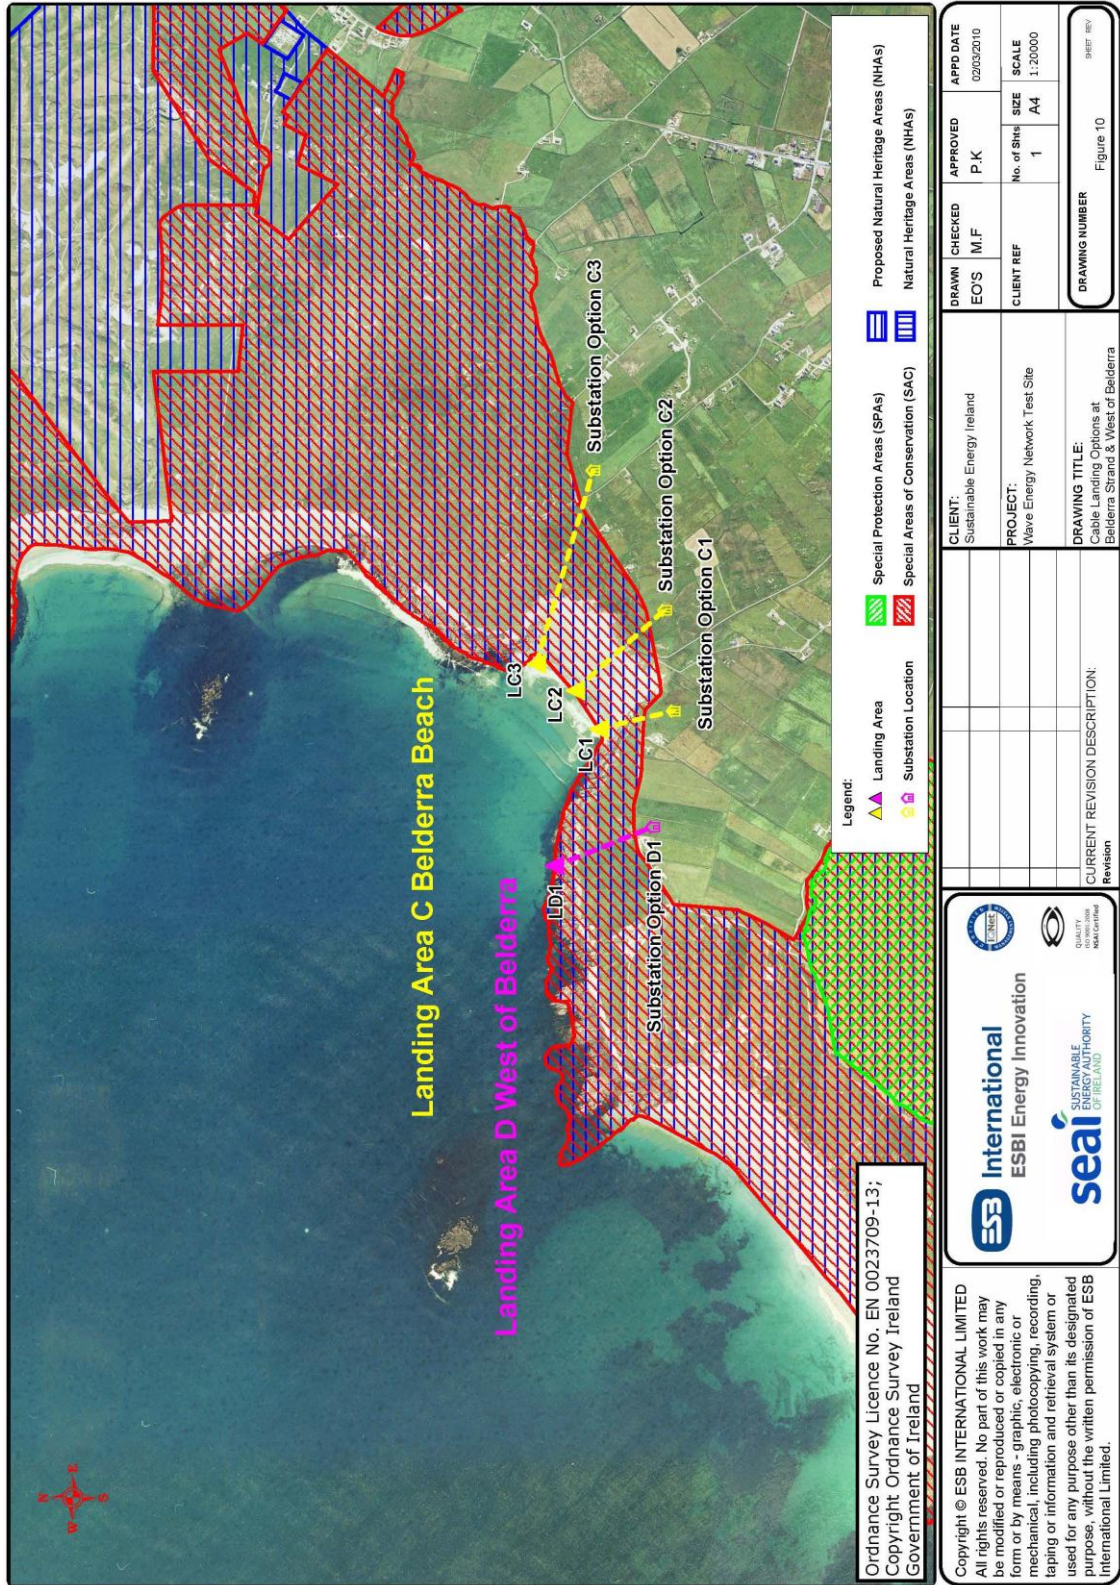 N
W E
S
Landing Area C Belderra Beach
Landing Area D West of Belderra
LC3
LC2
LC1
LD1
Substation Option C3
Substation Option C2
Substation Option C1
Substation Option D1
Ordnance Survey Licence No. EN 0023709-13;
Copyright Ordnance Survey Ireland
Government of Ireland
Legend:
Landing Area
Substation Location
Special Protection Areas (SPAs)
Special Areas of Conservation (SAC)
Proposed Natural Heritage Areas (NHAs)
Natural Heritage Areas (NHAs)
Copyright © ESB INTERNATIONAL LIMITED
All rights reserved. No part of this work may
be modified or reproduced or copied in any
form or by means - graphic, electronic or
mechanical, including photocopying, recording,
taping or information and retrieval system or
used for any purpose other than its designated
purpose, without the written permission of ESB
International Limited.
ESB International
ESBI Energy Innovation
seai SUSTAINABLE
ENERGY AUTHORITY
OF IRELAND
IQNet
QUALITY
ISO 9001:2008
NSAI Certified
CURRENT REVISION DESCRIPTION:
Revision
CLIENT:
Sustainable Energy Ireland
PROJECT:
Wave Energy Network Test Site
DRAWING TITLE:
Cable Landing Options at
Belderra Strand & West of Belderra
DRAWN CHECKED APPROVED APPD DATE
EO'S M.F P.K 02/03/2010
CLIENT REF No. of Shts SIZE SCALE
1 A4 1:20000
DRAWING NUMBER SHEET REV
Figure 10